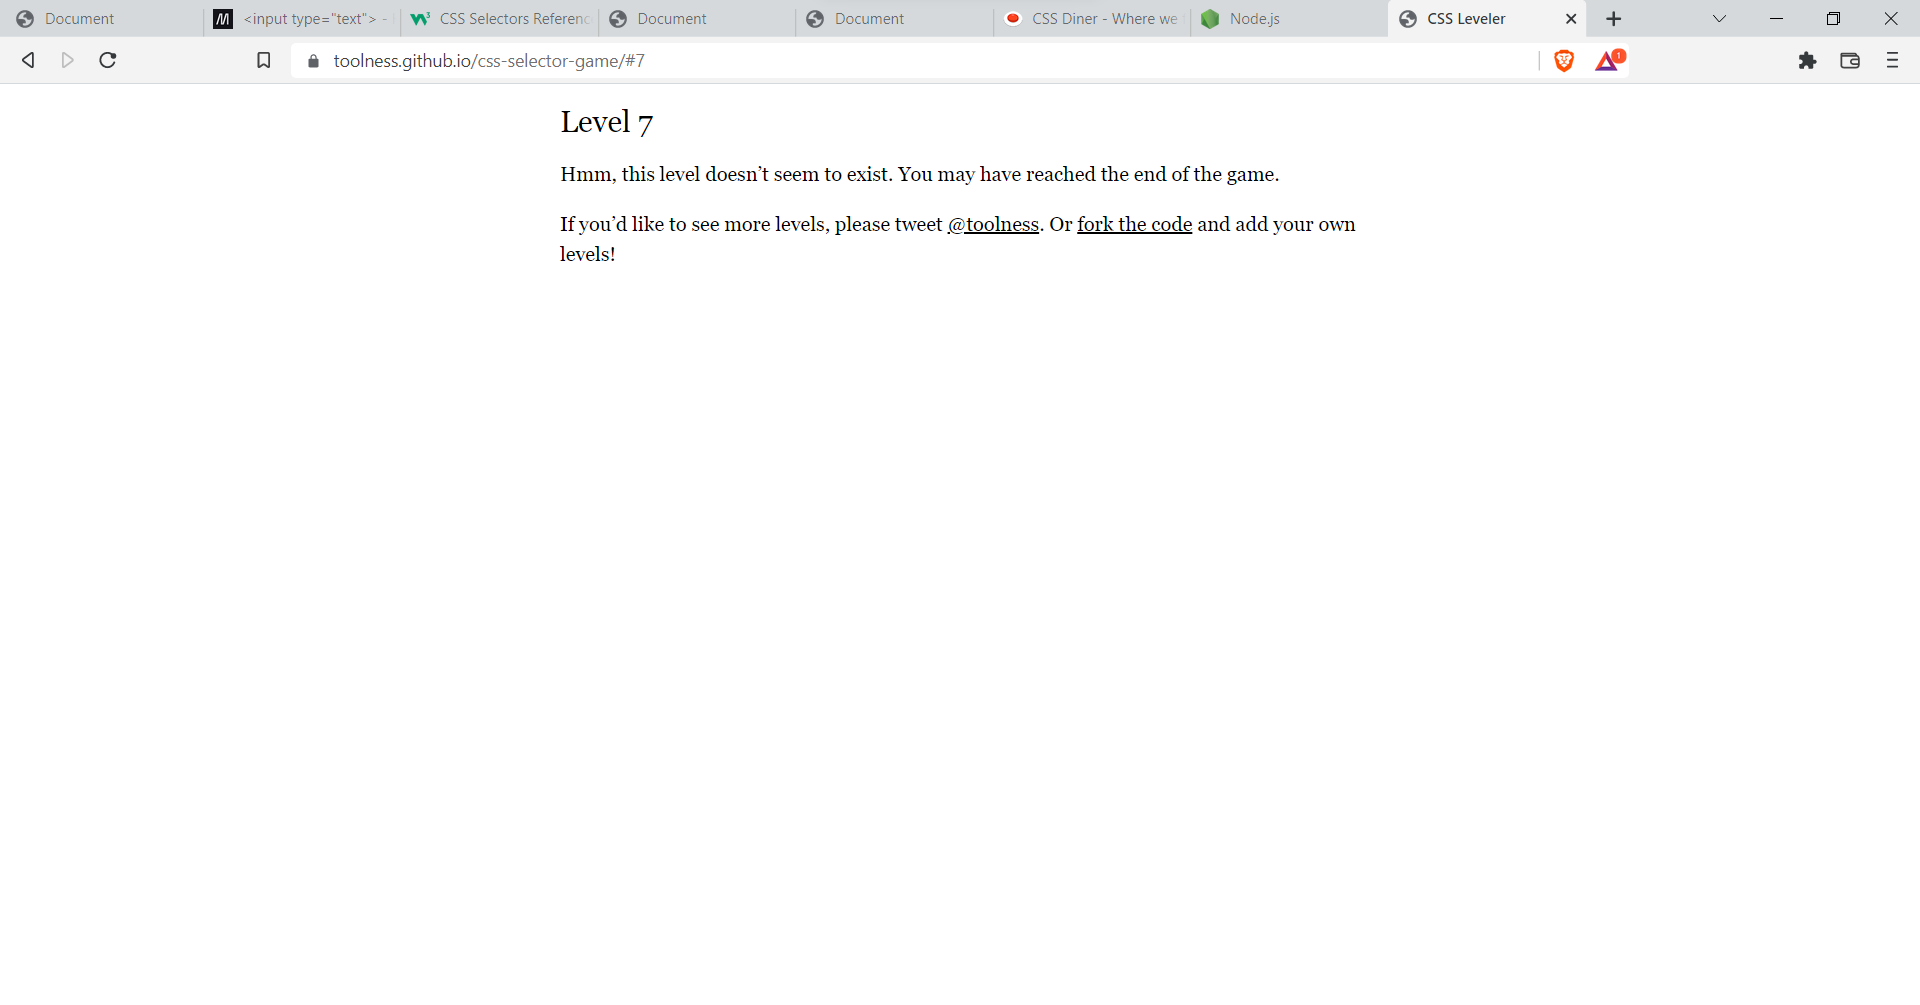 Document
<input type="text"> -
CSS Selectors Referenc
Document
Document
CSS Diner - Where we
Node.js
CSS Leveler
toolness.github.io/css-selector-game/#7
1
Level 7
Hmm, this level doesn’t seem to exist. You may have reached the end of the game.
If you’d like to see more levels, please tweet @toolness. Or fork the code and add your own
levels!